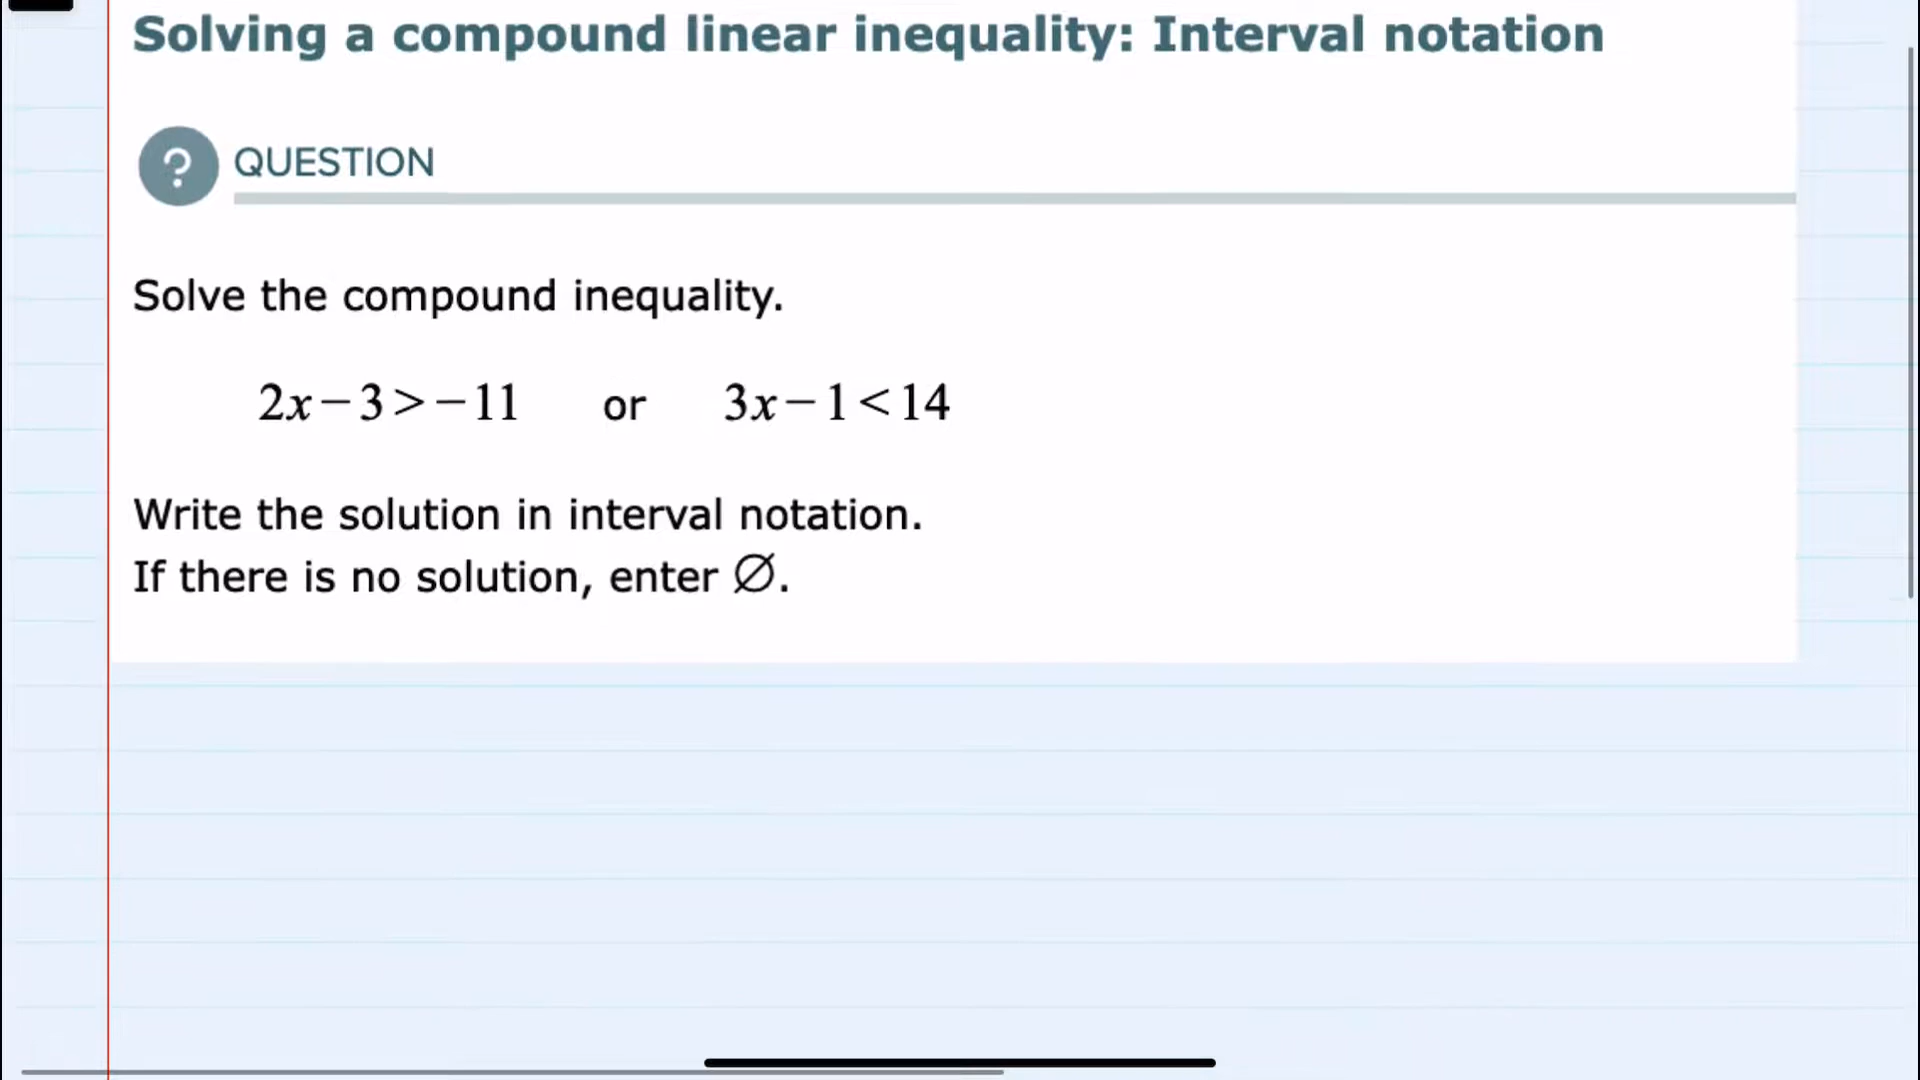 Solving a compound linear inequality: Interval notation
?
QUESTION
Solve the compound inequality.
2x−3>−11 or 3x−1<14
Write the solution in interval notation.
If there is no solution, enter ∅.